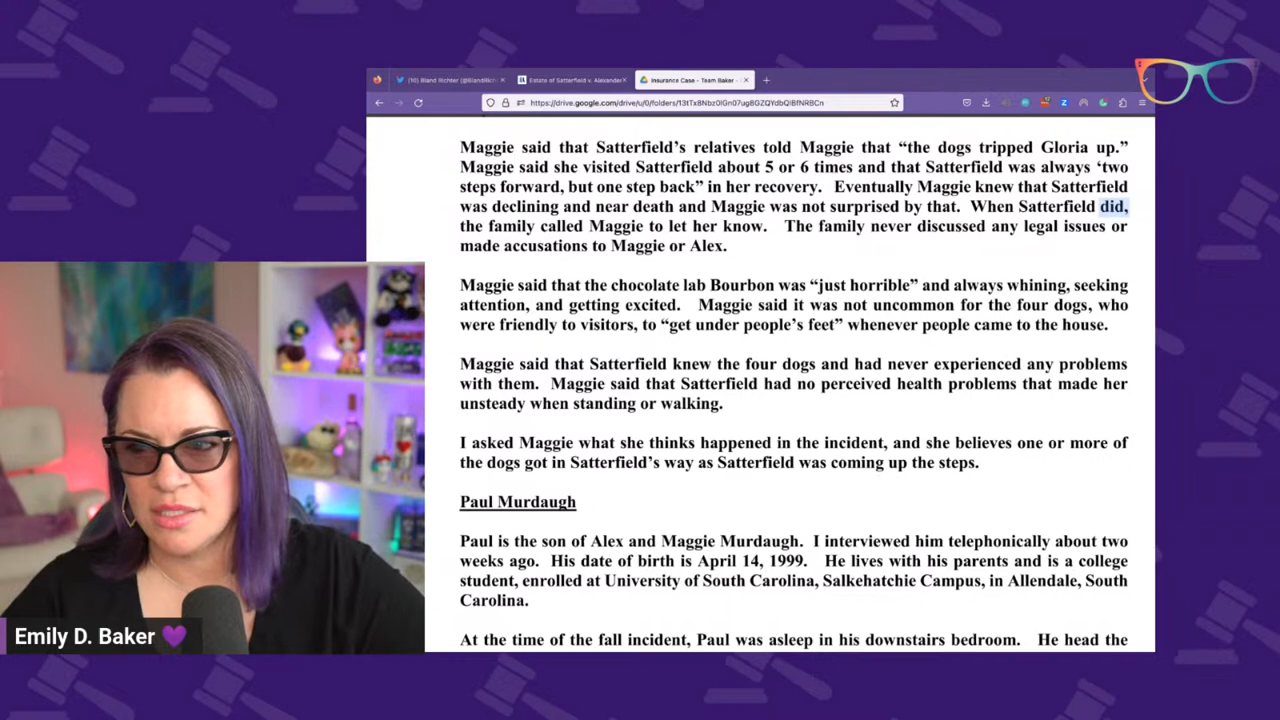 (10) Bland Richter (@BlandRich
Estate of Satterfield v. Alexander
Insurance Case - Team Baker -
https://drive.google.com/drive/u/0/folders/
Maggie said that Satterfield's relatives told Maggie that “the dogs tripped Gloria up.”
Maggie said she visited Satterfield about 5 or 6 times and that Satterfield was always ‘two
steps forward, but one step back” in her recovery. Eventually Maggie knew that Satterfield
was declining and near death and Maggie was not surprised by that. When Satterfield did,
the family called Maggie to let her know. The family never discussed any legal issues or
made accusations to Maggie or Alex.
Maggie said that the chocolate lab Bourbon was “just horrible” and always whining, seeking
attention, and getting excited. Maggie said it was not uncommon for the four dogs, who
were friendly to visitors, to “get under people's feet” whenever people came to the house.
Maggie said that Satterfield knew the four dogs and had never experienced any problems
with them. Maggie said that Satterfield had no perceived health problems that made her
unsteady when standing or walking.
I asked Maggie what she thinks happened in the incident, and she believes one or more of
the dogs got in Satterfield's way as Satterfield was coming up the steps.
Paul Murdaugh
Paul is the son of Alex and Maggie Murdaugh. I interviewed him telephonically about two
weeks ago. His date of birth is April 14, 1999. He lives with his parents and is a college
student, enrolled at University of South Carolina, Salkehatchie Campus, in Allendale, South
Carolina.
At the time of the fall incident, Paul was asleep in his downstairs bedroom. He head the
Emily D. Baker 💜